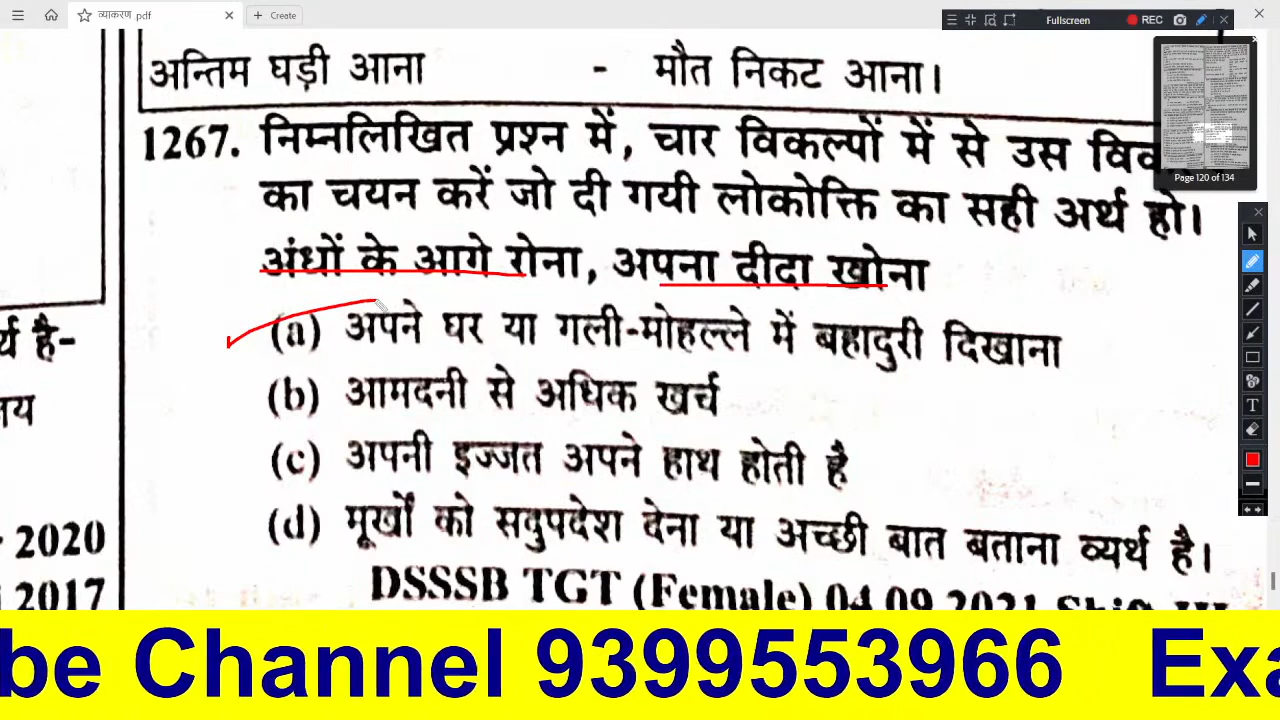 व्याकरण .pdf
Create
Fullscreen
REC
अन्तिम घड़ी आना - मौत निकट आना।
1267. निम्नलिखित प्रश्न में, चार विकल्पों में से उस
का चयन करें जो दी गयी लोकोक्ति का सही अर्थ हो।
अंधों के आगे रोना, अपना दीदा खोना
(a) अपने घर या गली-मोहल्ले में बहादुरी दिखाना
(b) आमदनी से अधिक खर्च
(c) अपनी इज्जत अपने हाथ होती है
(d) मूर्खों को सदुपदेश देना या अच्छी बात बताना व्यर्थ है।
DSSSB TGT (Female) 04.09.2021 Shift-III
Page 120 of 134
है-
2020
2017
be Channel 9399553966 Exa